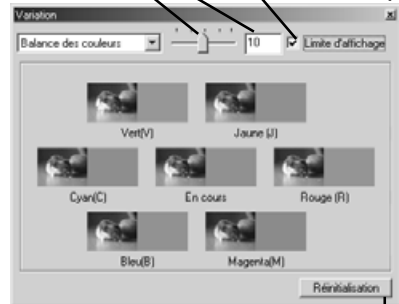 Variation
Balance des couleurs 10 Limite d'affichage
Vert(V) Jaune (J)
Cyan(C) En cours Rouge (R)
Bleu(B) Magenta(M)
Réinitialisation